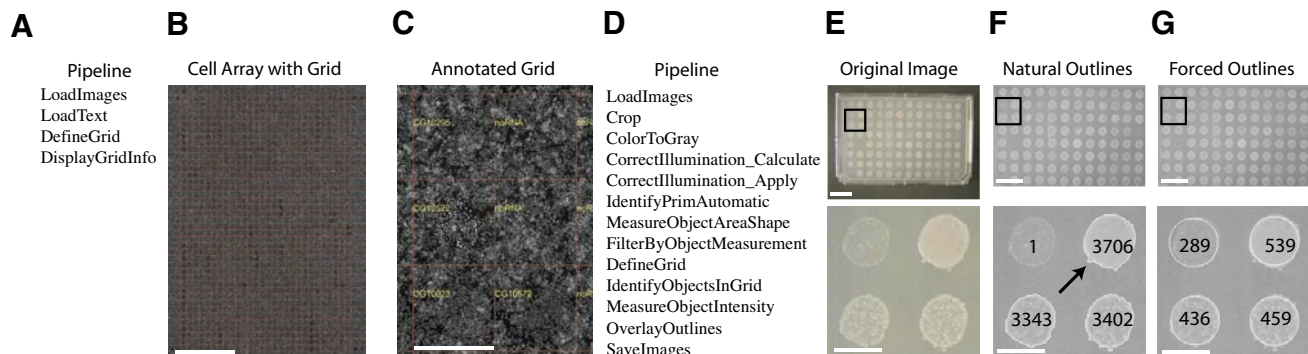 A
B
C
D
E
F
G
Pipeline
Cell Array with Grid
Annotated Grid
Pipeline
Original Image
Natural Outlines
Forced Outlines
LoadImages
LoadText
DefineGrid
DisplayGridInfo
CG10295
noRNA
CG10522
noRNA
CG10023
CG10572
LoadImages
Crop
ColorToGray
CorrectIllumination_Calculate
CorrectIllumination_Apply
IdentifyPrimAutomatic
MeasureObjectAreaShape
FilterByObjectMeasurement
DefineGrid
IdentifyObjectsInGrid
MeasureObjectIntensity
OverlayOutlines
SaveImages
1
3706
3343
3402
289
539
436
459